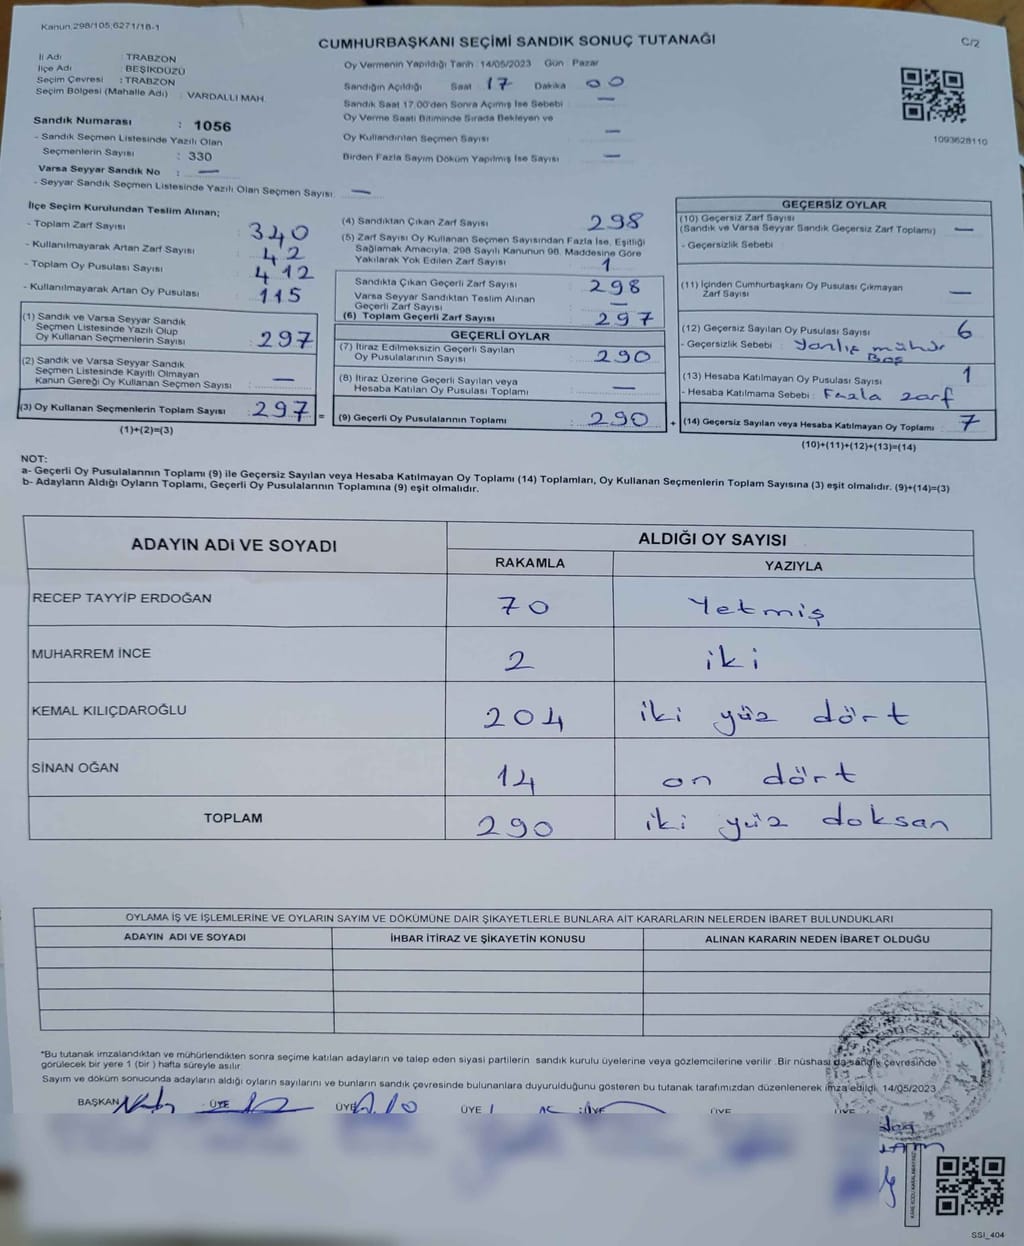 Kanun 298/105,6271/18-1
CUMHURBAŞKANI SEÇİMİ SANDIK SONUÇ TUTANAĞI
C/2
İl Adı : TRABZON
İlçe Adı : BEŞİKDÜZÜ
Seçim Çevresi : TRABZON
Seçim Bölgesi (Mahalle Adı) : VARDALLI MAH.
Sandık Numarası : 1056
- Sandık Seçmen Listesinde Yazılı Olan
Seçmenlerin Sayısı : 330
Varsa Seyyar Sandık No : —
- Seyyar Sandık Seçmen Listesinde Yazılı Olan Seçmen Sayısı: —
Oy Vermenin Yapıldığı Tarih :14/05/2023 Gün : Pazar
Sandığın Açıldığı Saat 17 Dakika 00
Sandık Saat 17.00'den Sonra Açımış İse Sebebi —
Oy Verme Saati Bitiminde Sırada Bekleyen ve
Oy Kullandırılan Seçmen Sayısı —
Birden Fazla Sayım Döküm Yapılmış İse Sayısı —
1093628110
İlçe Seçim Kurulundan Teslim Alınan;
- Toplam Zarf Sayısı 340
- Kullanılmayarak Artan Zarf Sayısı 42
- Toplam Oy Pusulası Sayısı 412
- Kullanılmayarak Artan Oy Pusulası 115
(1) Sandık ve Varsa Seyyar Sandık
Seçmen Listesinde Yazılı Olup
Oy Kullanan Seçmenlerin Sayısı 297
(2) Sandık ve Varsa Seyyar Sandık
Seçmen Listesinde Kayıtlı Olmayan
Kanun Gereği Oy Kullanan Seçmen Sayısı —
(3) Oy Kullanan Seçmenlerin Toplam Sayısı : 297 =
(1)+(2)=(3)
(4) Sandıktan Çıkan Zarf Sayısı 298
(5) Zarf Sayısı Oy Kullanan Seçmen Sayısından Fazla İse, Eşitliği
Sağlamak Amacıyla, 298 Sayılı Kanunun 98. Maddesine Göre
Yakılarak Yok Edilen Zarf Sayısı 1
Sandıkta Çıkan Geçerli Zarf Sayısı : 298
Varsa Seyyar Sandıktan Teslim Alınan
Geçerli Zarf Sayısı —
(6) Toplam Geçerli Zarf Sayısı : 297
GEÇERLİ OYLAR
(7) İtiraz Edilmeksizin Geçerli Sayılan
Oy Pusulalarının Sayısı : 290
(8) İtiraz Üzerine Geçerli Sayılan veya
Hesaba Katılan Oy Pusulası Toplamı : —
(9) Geçerli Oy Pusulalarının Toplamı : 290 +
GEÇERSİZ OYLAR
(10) Geçersiz Zarf Sayısı
(Sandık ve Varsa Seyyar Sandık Geçersiz Zarf Toplamı) —
- Geçersizlik Sebebi
(11) İçinden Cumhurbaşkanı Oy Pusulası Çıkmayan
Zarf Sayısı —
(12) Geçersiz Sayılan Oy Pusulası Sayısı 6
- Geçersizlik Sebebi : Yanlış mühür
Boş
(13) Hesaba Katılmayan Oy Pusulası Sayısı 1
- Hesaba Katılmama Sebebi : Fazla zarf
(14) Geçersiz Sayılan veya Hesaba Katılmayan Oy Toplamı : 7
(10)+(11)+(12)+(13)=(14)
NOT:
a- Geçerli Oy Pusulalarının Toplamı (9) ile Geçersiz Sayılan veya Hesaba Katılmayan Oy Toplamı (14) Toplamları, Oy Kullanan Seçmenlerin Toplam Sayısına (3) eşit olmalıdır. (9)+(14)=(3)
b- Adayların Aldığı Oyların Toplamı, Geçerli Oy Pusulalarının Toplamına (9) eşit olmalıdır.
ADAYIN ADI VE SOYADI
ALDIĞI OY SAYISI
RAKAMLA YAZIYLA
RECEP TAYYİP ERDOĞAN 70 Yetmiş
MUHARREM İNCE 2 iki
KEMAL KILIÇDAROĞLU 204 iki yüz dört
SİNAN OĞAN 14 on dört
TOPLAM 290 iki yüz doksan
OYLAMA İŞ VE İŞLEMLERİNE VE OYLARIN SAYIM VE DÖKÜMÜNE DAİR ŞİKAYETLERLE BUNLARA AİT KARARLARIN NELERDEN İBARET BULUNDUKLARI
ADAYIN ADI VE SOYADI İHBAR İTİRAZ VE ŞİKAYETİN KONUSU ALINAN KARARIN NEDEN İBARET OLDUĞU
*Bu tutanak imzalandıktan ve mühürlendikten sonra seçime katılan adayların ve talep eden siyasi partilerin sandık kurulu üyelerine veya gözlemcilerine verilir .Bir nüshası da sandık çevresinde
görülecek bir yere 1 (bir ) hafta süreyle asılır.
Sayım ve döküm sonucunda adayların aldığı oyların sayılarını ve bunların sandık çevresinde bulunanlara duyurulduğunu gösteren bu tutanak tarafımızdan düzenlenerek imza edildi. 14/05/2023
BAŞKAN ÜYE ÜYE ÜYE ÜYE ÜYE ÜYE
SSI_404